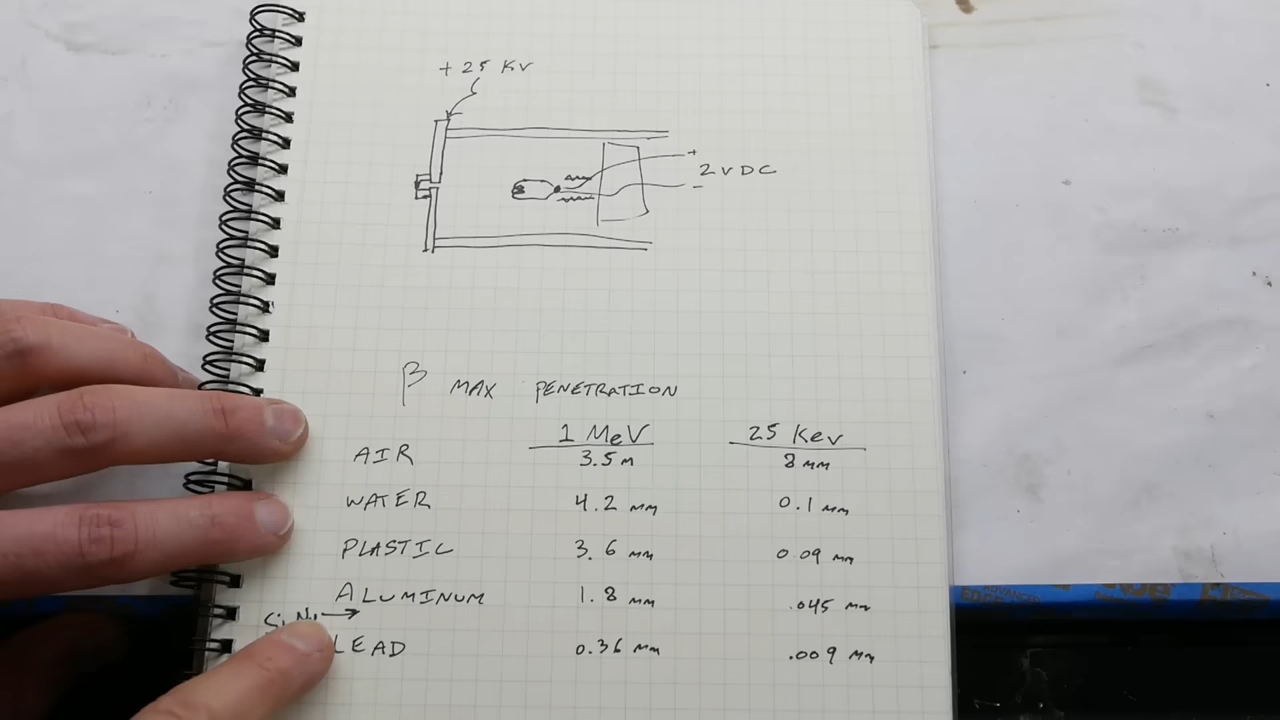 +25 KV
+
2VDC
-
β MAX PENETRATION
1 MeV 25 Kev
AIR 3.5M 8 mm
WATER 4.2 mm 0.1 mm
PLASTIC 3.6 mm 0.09 mm
ALUMINUM 1.8 mm .045 mm
LEAD 0.36 mm .009 mm